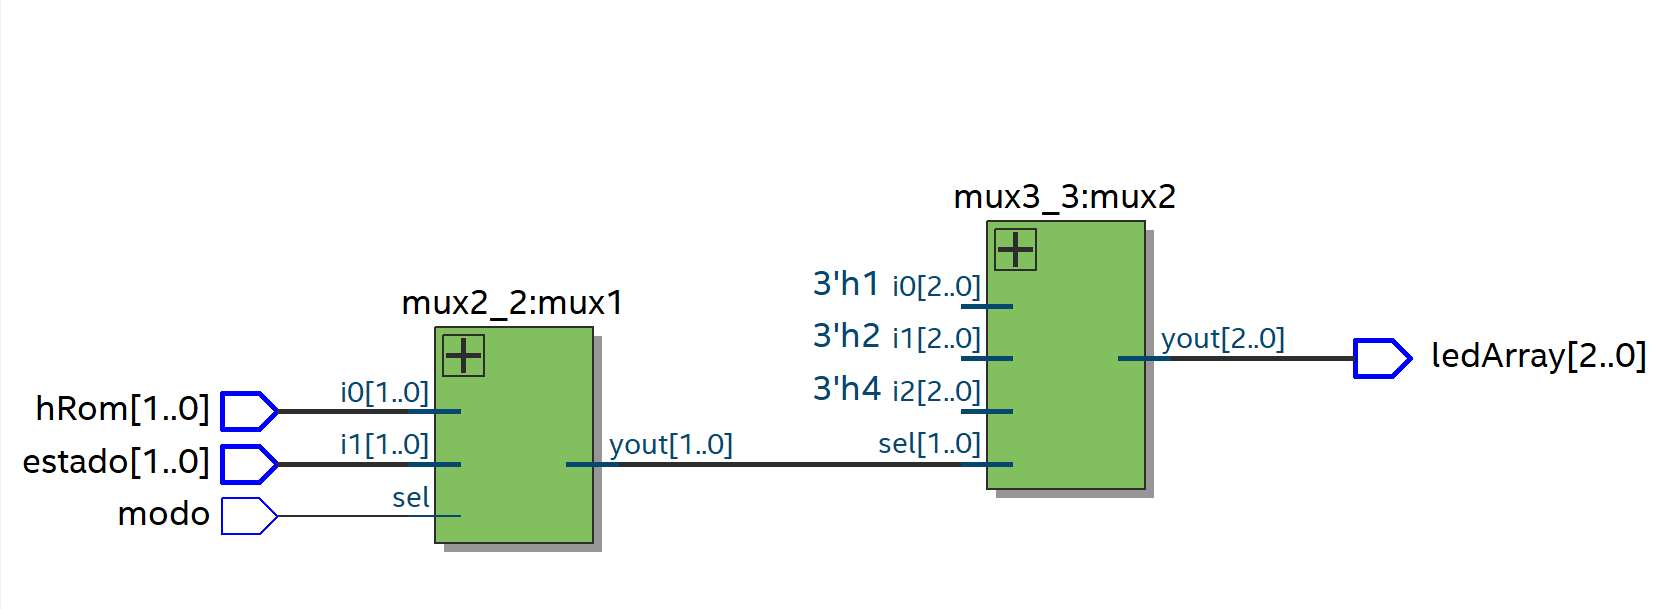 mux3_3:mux2
3'h1 i0[2..0]
mux2_2:mux1
3'h2 i1[2..0]
yout[2..0]
ledArray[2..0]
3'h4 i2[2..0]
hRom[1..0]
i0[1..0]
estado[1..0]
i1[1..0]
yout[1..0]
sel[1..0]
modo
sel